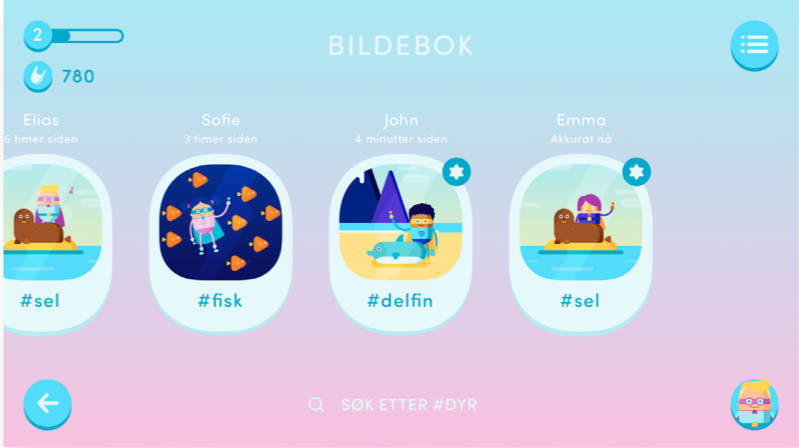 2
BILDEBOK
780
Elias
6 timer siden
#sel
Sofie
3 timer siden
#fisk
John
4 minutter siden
#delfin
Emma
Akkurat nå
#sel
SØK ETTER #DYR